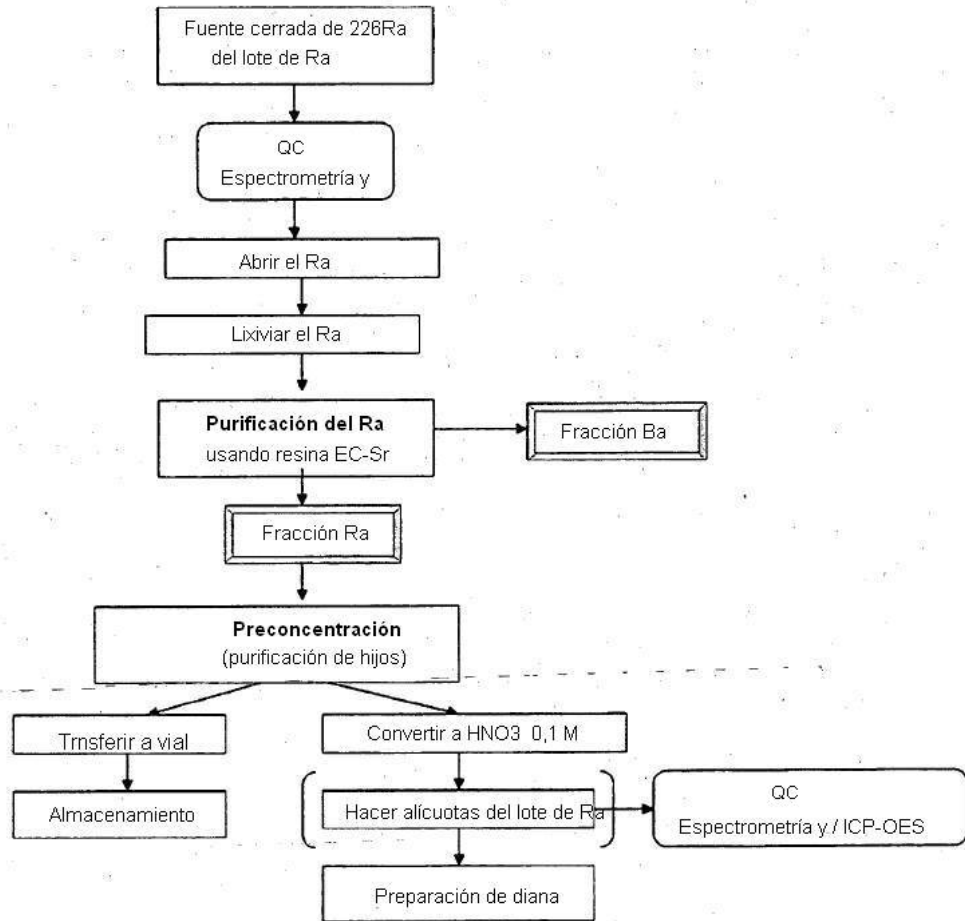 Fuente cerrada de 226Ra
del lote de Ra
QC
Espectrometría y
Abrir el Ra
Lixiviar el Ra
Purificación del Ra
usando resina EC-Sr
Fracción Ba
Fracción Ra
Preconcentración
(purificación de hijos)
Trnsferir a vial
Convertir a HNO3 0,1 M
Almacenamiento
Hacer alícuotas del lote de Ra
QC
Espectrometría y / ICP-OES
Preparación de diana